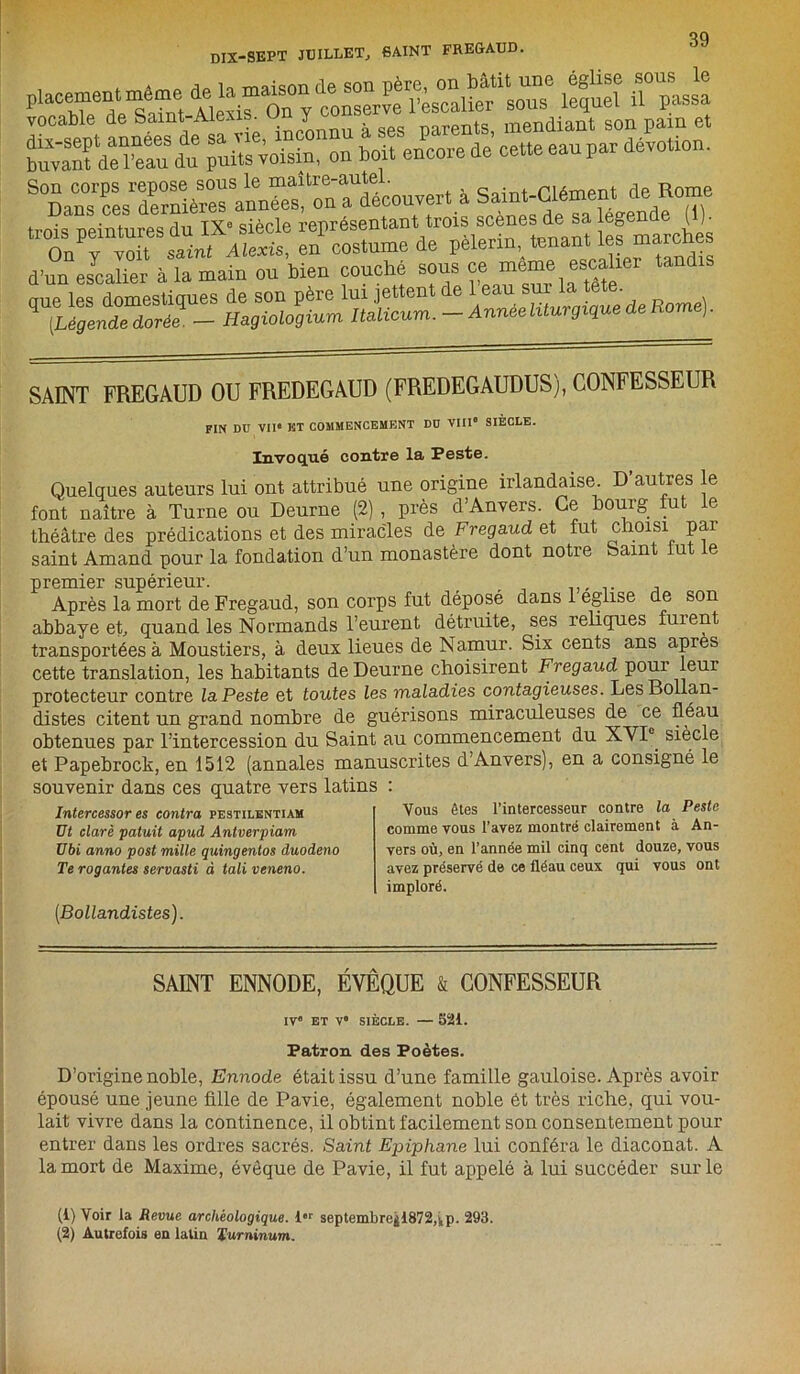 DIX-SEPT JUILLET, SAINT FREGAUD.
39
placement même de la maison de son père, on bâtit une église sous le
vocable de Saint-Alexis. On y conserve l'escalier sous lequel il passa
dix-sept années de sa vie, inconnu à ses parents, mendiant son pain et
buvant de l'eau du puits voisin, on boit encore de cette eau par dévotion.
Son corps repose sous le maître-autel.
Dans ces dernières années, on a découvert à Saint-Clément de Rome
trois peintures du IXe siècle représentant trois scènes de sa légende (1).
On y voit saint Alexis, en costume de pèlerin, tenant les marches
d'un escalier à la main ou bien couché sous ce même escalier tandis
que les domestiques de son père lui jettent de l'eau sur la tête.
(Légende dorée. — Hagiologium Italicum. — Année liturgique de Rome).
SAINT FREGAUD OU FREDEGAUD (FREDEGAUDUS), CONFESSEUR
FIN DU VIIe ET COMMENCEMENT DU VIIIe SIÈCLE.
Invoqué contre la Peste.
Quelques auteurs lui ont attribué une origine irlandaise. D'autres le
font naître à Turne ou Deurne (2), près d'Anvers. Ce bourg fut le
théâtre des prédications et des miracles de Fregaud et fut choisi par
saint Amand pour la fondation d'un monastère dont notre Saint fut le
premier supérieur.
Après la mort de Fregaud, son corps fut déposé dans l'église de son
abbaye et, quand les Normands l'eurent détruite, ses reliques furent
transportées à Moustiers, à deux lieues de Namur. Six cents ans après
cette translation, les habitants de Deurne choisirent Fregaud pour leur
protecteur contre la Peste et toutes les maladies contagieuses. Les Bollan-
distes citent un grand nombre de guérisons miraculeuses de ce fléau
obtenues par l'intercession du Saint au commencement du XVIe siècle
et Papebrock, en 1512 (annales manuscrites d'Anvers), en a consigné le
souvenir dans ces quatre vers latins :
Intercessor es contra PESTILENTIAM
Ut clarè patuit apud Antverpiam
Ubi anno post mille quingentos duodeno
Te rogantes servasti à tali veneno.
Vous êtes l'intercesseur contre la Peste
comme vous l'avez montré clairement à An-
vers où, en l'année mil cinq cent douze, vous
avez préservé de ce fléau ceux qui vous ont
imploré.
(Bollandistes).
SAINT ENNODE, ÉVÊQUE & CONFESSEUR
IVe ET Ve SIÈCLE. — 521.
Patron des Poètes.
D'origine noble, Ennode était issu d'une famille gauloise. Après avoir
épousé une jeune fille de Pavie, également noble et très riche, qui vou-
lait vivre dans la continence, il obtint facilement son consentement pour
entrer dans les ordres sacrés. Saint Epiphane lui conféra le diaconat. A
la mort de Maxime, évêque de Pavie, il fut appelé à lui succéder sur le
(1) Voir la Revue archéologique. 1er septembre 1872, p. 293.
(2) Autrefois en latin Turninum.